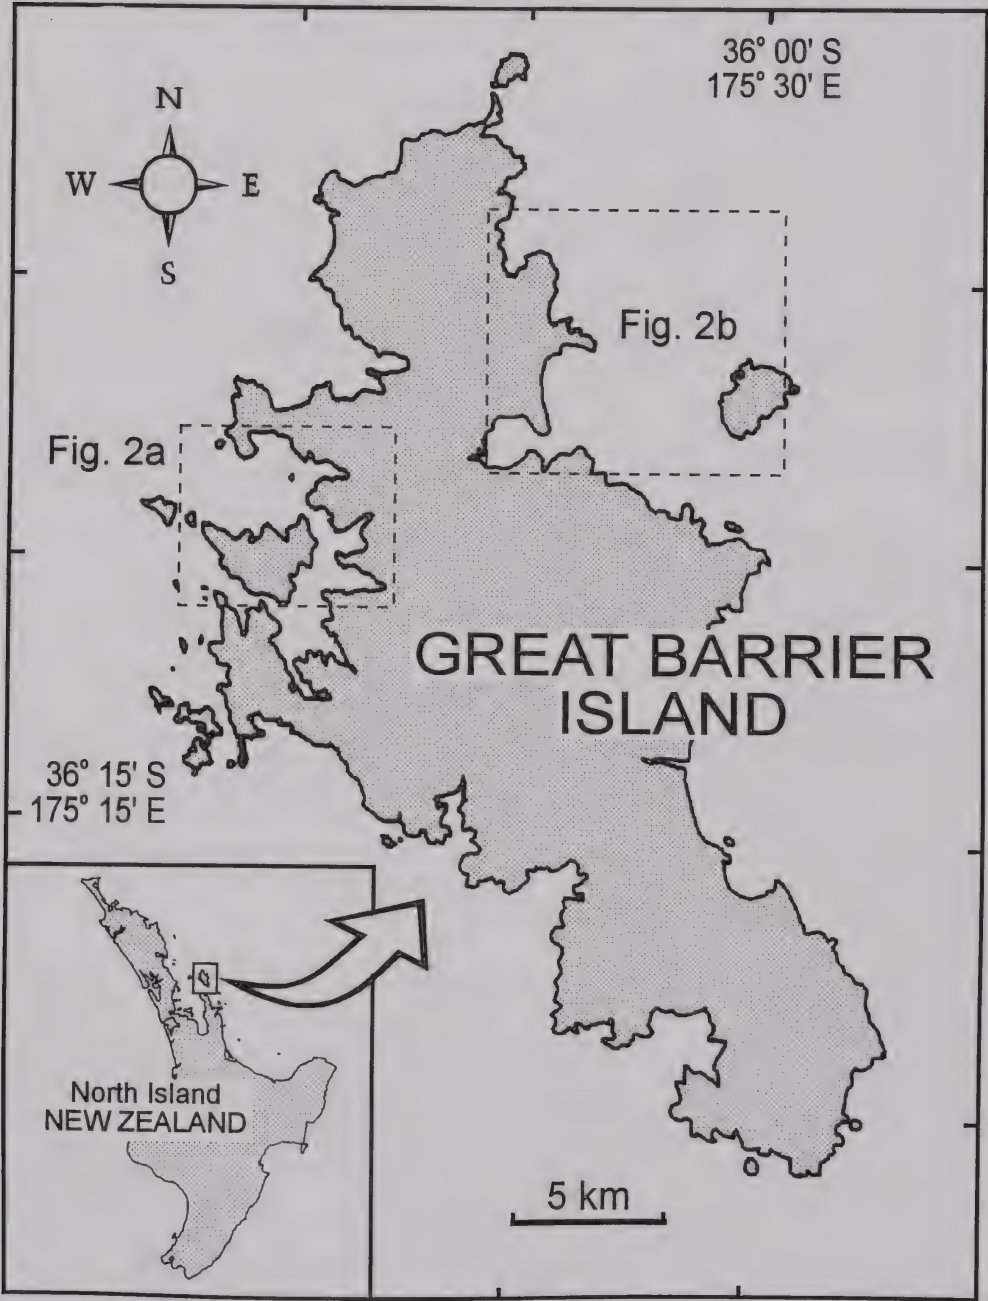 36° 00' S
175° 30' E
N
W
E
S
Fig. 2b
Fig. 2a
GREAT BARRIER
ISLAND
36° 15' S
175° 15' E
North Island
NEW ZEALAND
5 km